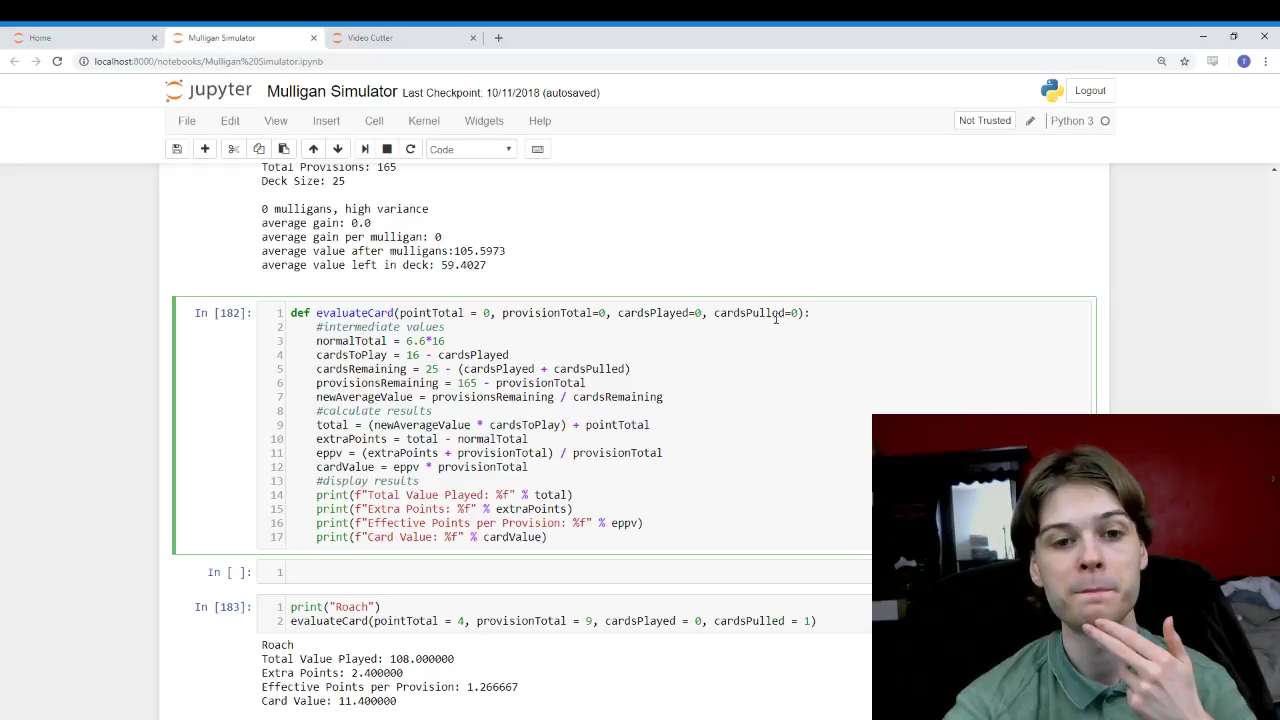 Home
Mulligan Simulator
Video Cutter
localhost:8000/notebooks/Mulligan%20Simulator.ipynb
jupyter Mulligan Simulator Last Checkpoint: 10/11/2018 (autosaved)
Logout
File Edit View Insert Cell Kernel Widgets Help
Not Trusted
Python 3
Code
Total Provisions: 165
Deck Size: 25
0 mulligans, high variance
average gain: 0.0
average gain per mulligan: 0
average value after mulligans:105.5973
average value left in deck: 59.4027
In [182]:
1 def evaluateCard(pointTotal = 0, provisionTotal=0, cardsPlayed=0, cardsPulled=0):
2 #intermediate values
3 normalTotal = 6.6*16
4 cardsToPlay = 16 - cardsPlayed
5 cardsRemaining = 25 - (cardsPlayed + cardsPulled)
6 provisionsRemaining = 165 - provisionTotal
7 newAverageValue = provisionsRemaining / cardsRemaining
8 #calculate results
9 total = (newAverageValue * cardsToPlay) + pointTotal
10 extraPoints = total - normalTotal
11 eppv = (extraPoints + provisionTotal) / provisionTotal
12 cardValue = eppv * provisionTotal
13 #display results
14 print(f"Total Value Played: %f" % total)
15 print(f"Extra Points: %f" % extraPoints)
16 print(f"Effective Points per Provision: %f" % eppv)
17 print(f"Card Value: %f" % cardValue)
In [ ]:
1
In [183]:
1 print("Roach")
2 evaluateCard(pointTotal = 4, provisionTotal = 9, cardsPlayed = 0, cardsPulled = 1)
Roach
Total Value Played: 108.000000
Extra Points: 2.400000
Effective Points per Provision: 1.266667
Card Value: 11.400000